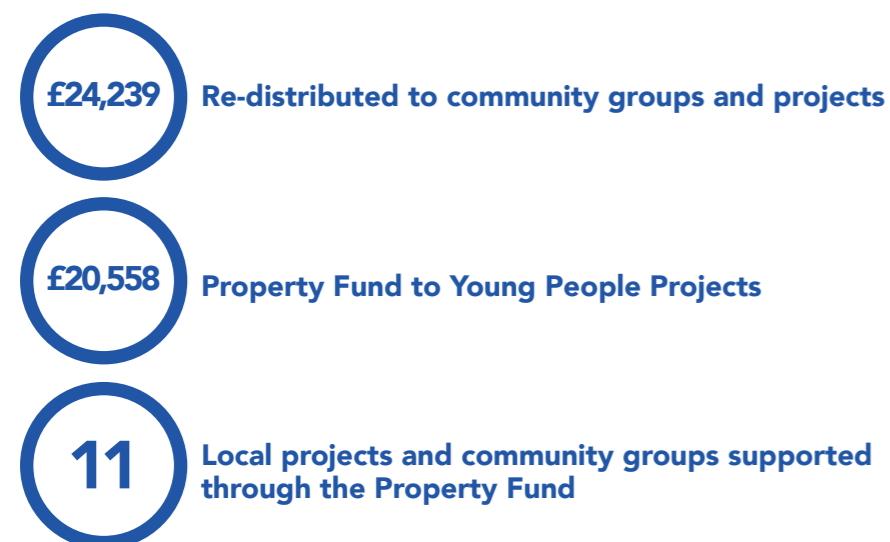 £24,239
Re-distributed to community groups and projects
£20,558
Property Fund to Young People Projects
11
Local projects and community groups supported
through the Property Fund